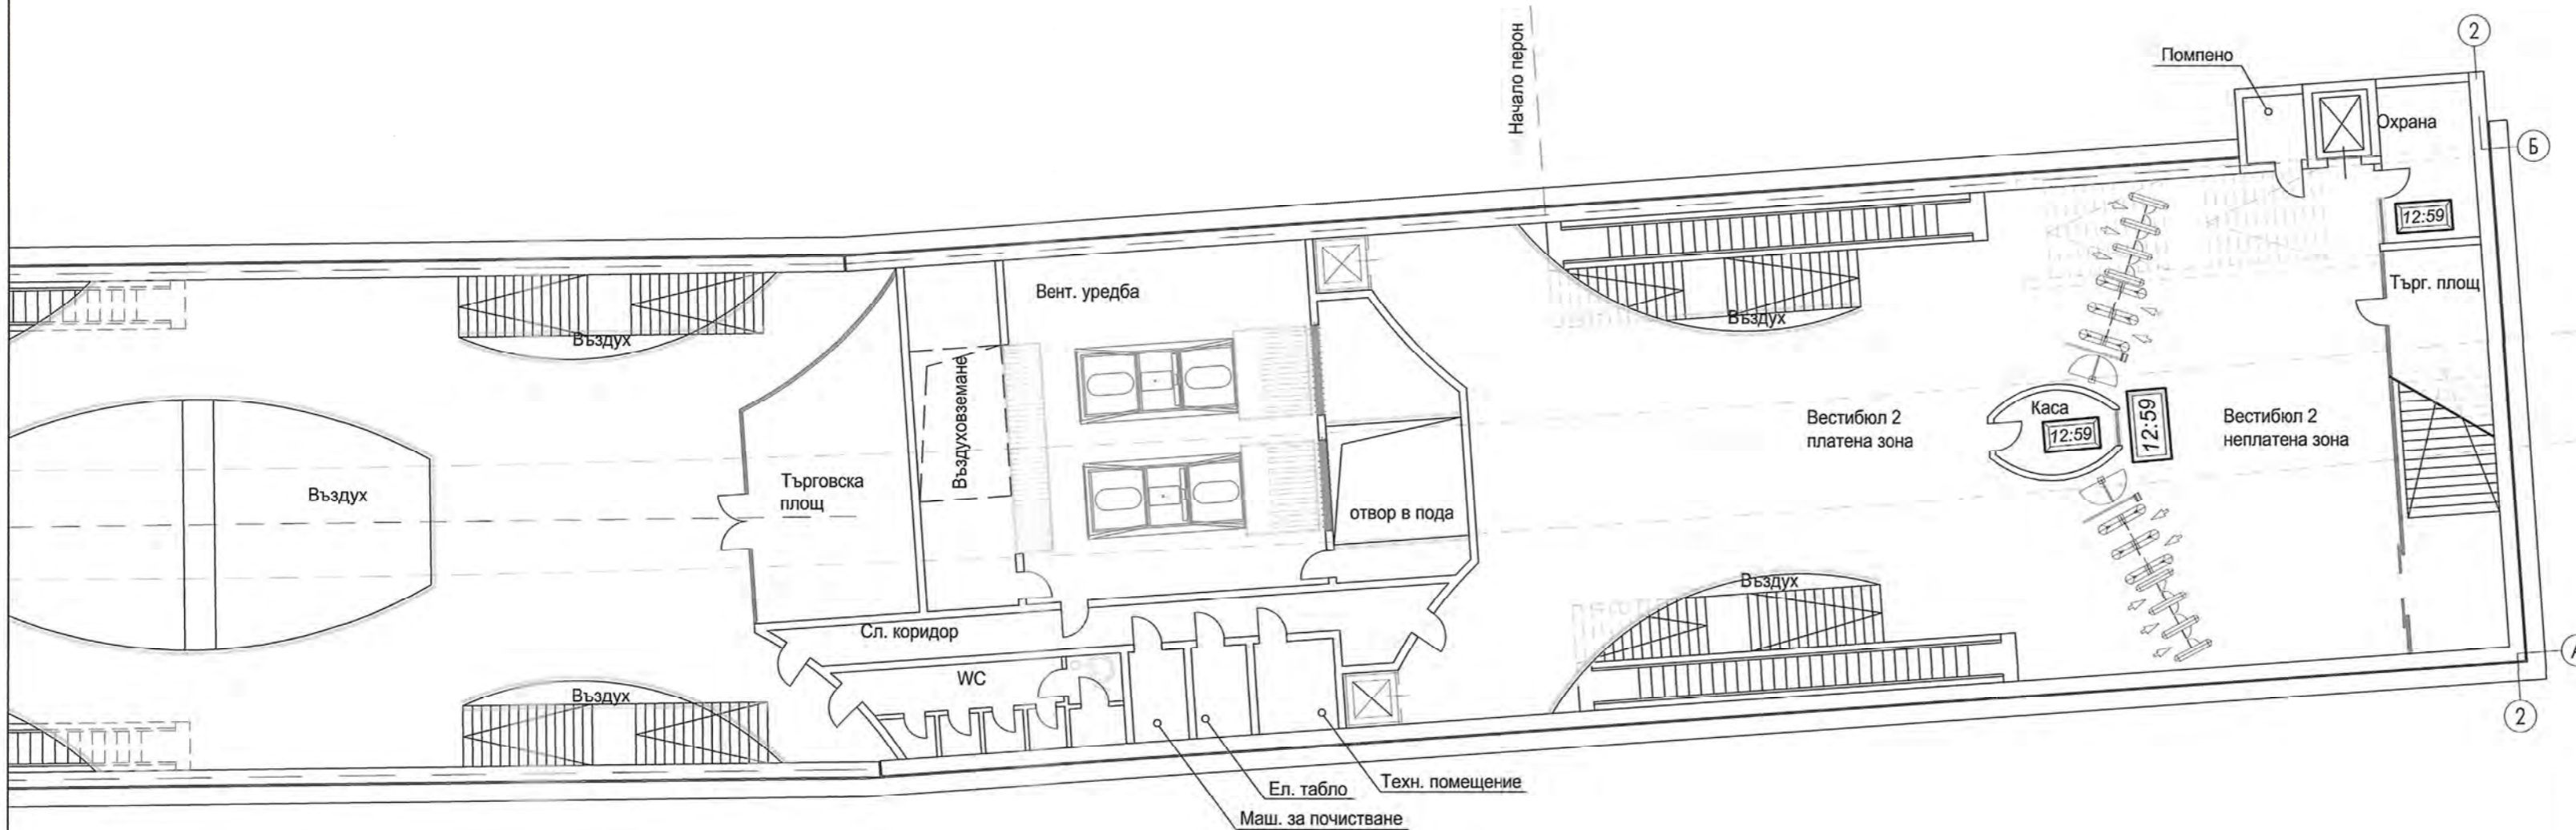 2
Помпено
Начало перон
Охрана
Б
12:59
Вент. уредба
Търг. площ
Въздух
Въздух
Въздуховземане
Каса
12:59
12:59
Вестибюл 2
платена зона
Вестибюл 2
неплатена зона
Търговска
площ
Въздух
отвор в пода
Въздух
Сл. коридор
WC
Въздух
А
2
Техн. помещение
Ел. табло
Маш. за почистване